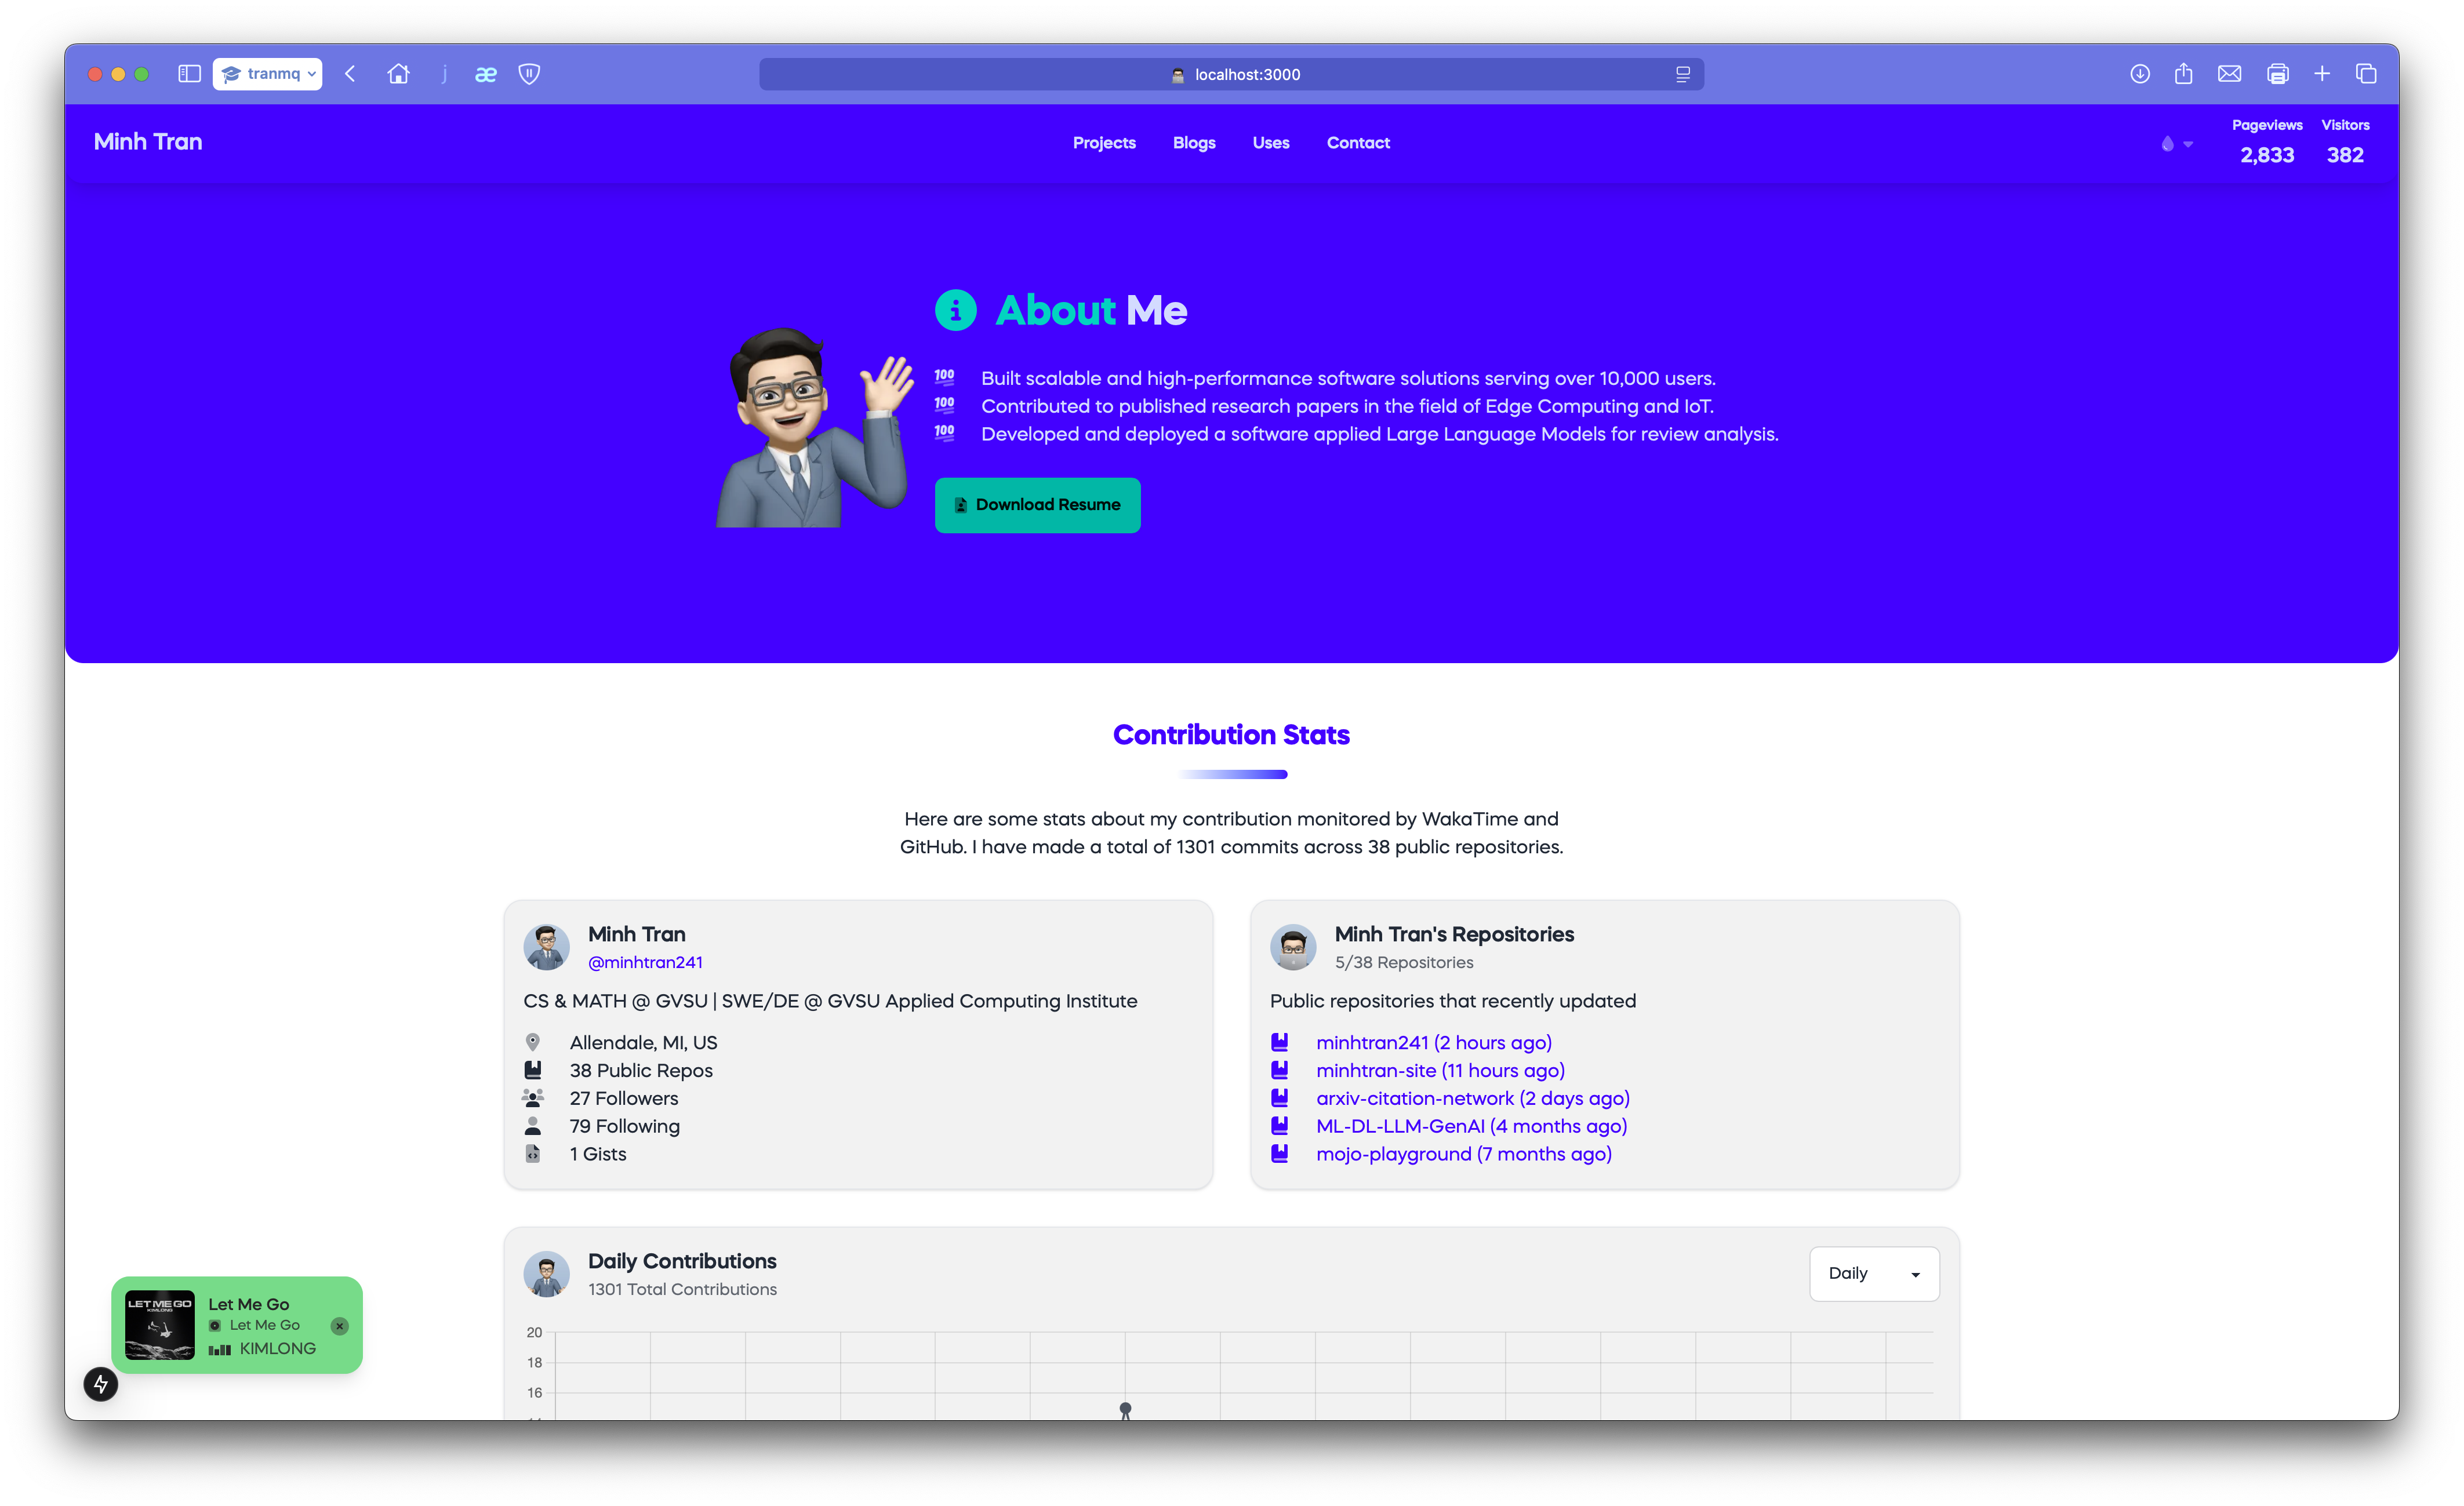 tranmq
j
æ
localhost:3000
Minh Tran
Projects Blogs Uses Contact
Pageviews Visitors
2,833 382
About Me
100 Built scalable and high-performance software solutions serving over 10,000 users.
100 Contributed to published research papers in the field of Edge Computing and IoT.
100 Developed and deployed a software applied Large Language Models for review analysis.
Download Resume
Contribution Stats
Here are some stats about my contribution monitored by WakaTime and
GitHub. I have made a total of 1301 commits across 38 public repositories.
Minh Tran
@minhtran241
CS & MATH @ GVSU | SWE/DE @ GVSU Applied Computing Institute
Allendale, MI, US
38 Public Repos
27 Followers
79 Following
1 Gists
Minh Tran's Repositories
5/38 Repositories
Public repositories that recently updated
minhtran241 (2 hours ago)
minhtran-site (11 hours ago)
arxiv-citation-network (2 days ago)
ML-DL-LLM-GenAI (4 months ago)
mojo-playground (7 months ago)
Daily Contributions
1301 Total Contributions
Daily
20
18
16
LET ME GO
KIMLONG
Let Me Go
Let Me Go
KIMLONG